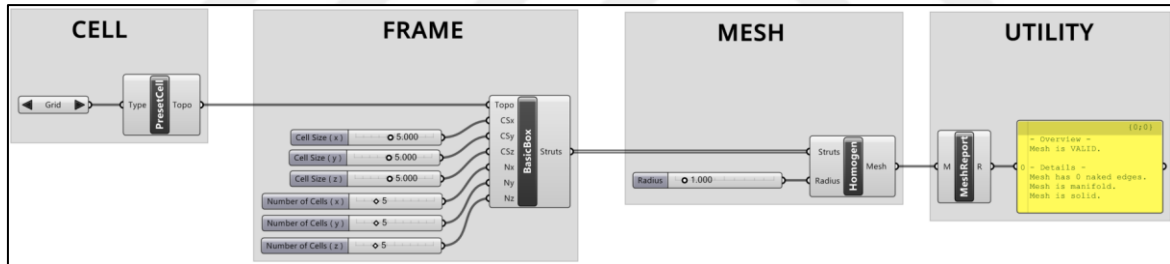 CELL
Grid
Type
PresetCell
Topo
FRAME
Cell Size ( x )
5.000
Cell Size ( y )
5.000
Cell Size ( z )
5.000
Number of Cells ( x )
5
Number of Cells ( y )
5
Number of Cells ( z )
5
Topo
CSx
CSy
CSz
Nx
Ny
Nz
BasicBox
Struts
MESH
Radius
1.000
Struts
Radius
Homogen
Mesh
UTILITY
M
MeshReport
R
{0;0}
0
- Overview -
Mesh is VALID.
- Details -
Mesh has 0 naked edges.
Mesh is manifold.
Mesh is solid.